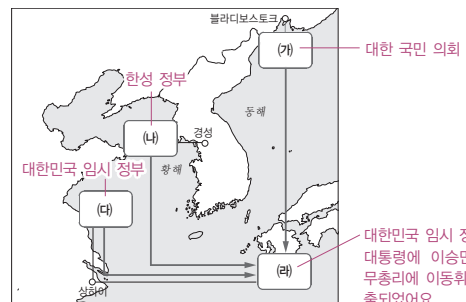 블라디보스토크
(가)
대한 국민 의회
한성 정부
동해
(나)
경성
황해
대한민국 임시 정부
(다)
대한민국 임시 정
(라)
대통령에 이승만
무총리에 이동휘
상하이
출되었어요